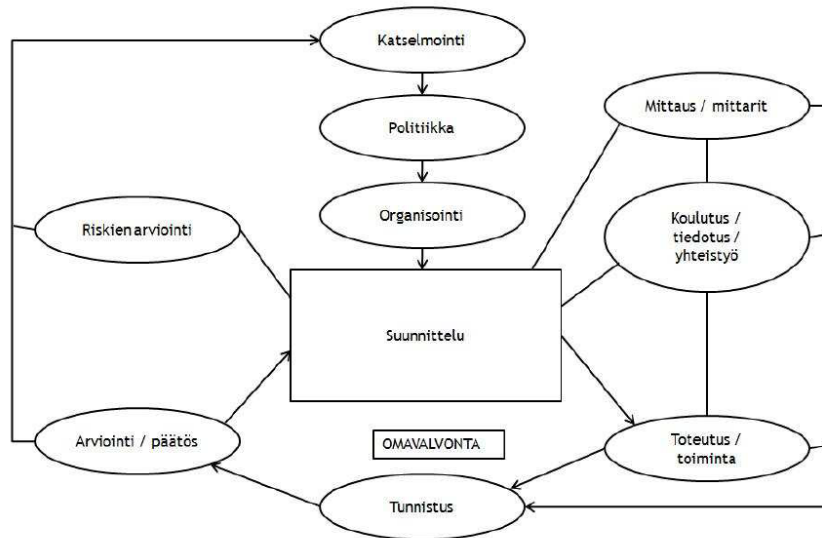 Katselmointi
Politiikka
Mittaus / mittarit
Organisointi
Riskien arviointi
Koulutus /
tiedotus /
yhteistyö
Suunnittelu
Arviointi / päätös
OMAVALVONTA
Toteutus /
toiminta
Tunnistus